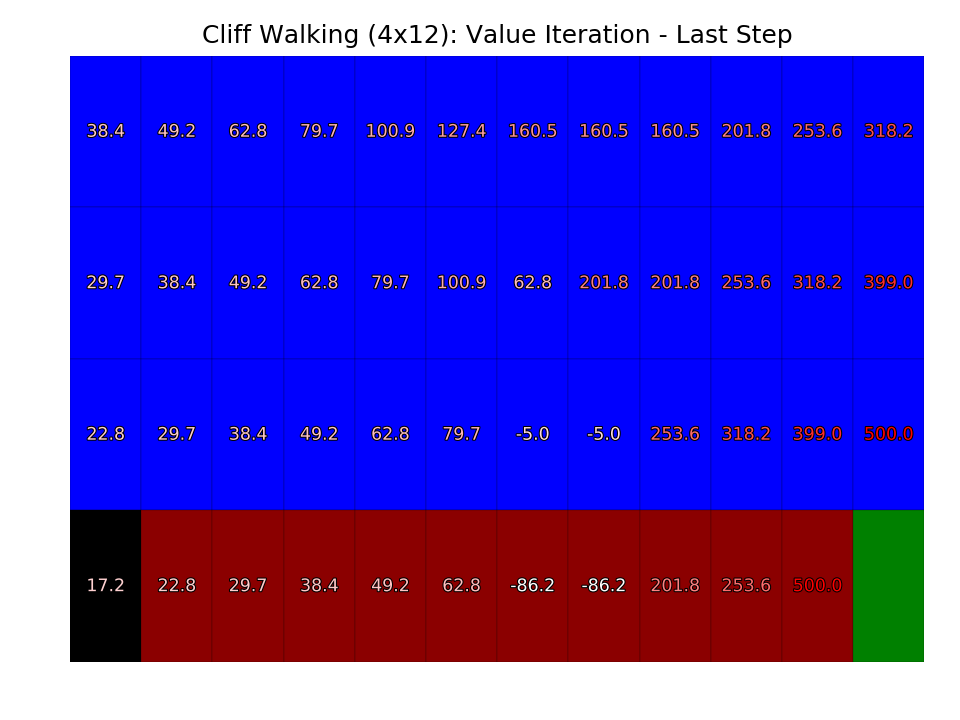 Cliff Walking (4x12): Value Iteration - Last Step
38.4 49.2 62.8 79.7 100.9 127.4 160.5 160.5 160.5 201.8 253.6 318.2
29.7 38.4 49.2 62.8 79.7 100.9 62.8 201.8 201.8 253.6 318.2 399.0
22.8 29.7 38.4 49.2 62.8 79.7 -5.0 -5.0 253.6 318.2 399.0 500.0
17.2 22.8 29.7 38.4 49.2 62.8 -86.2 -86.2 201.8 253.6 500.0